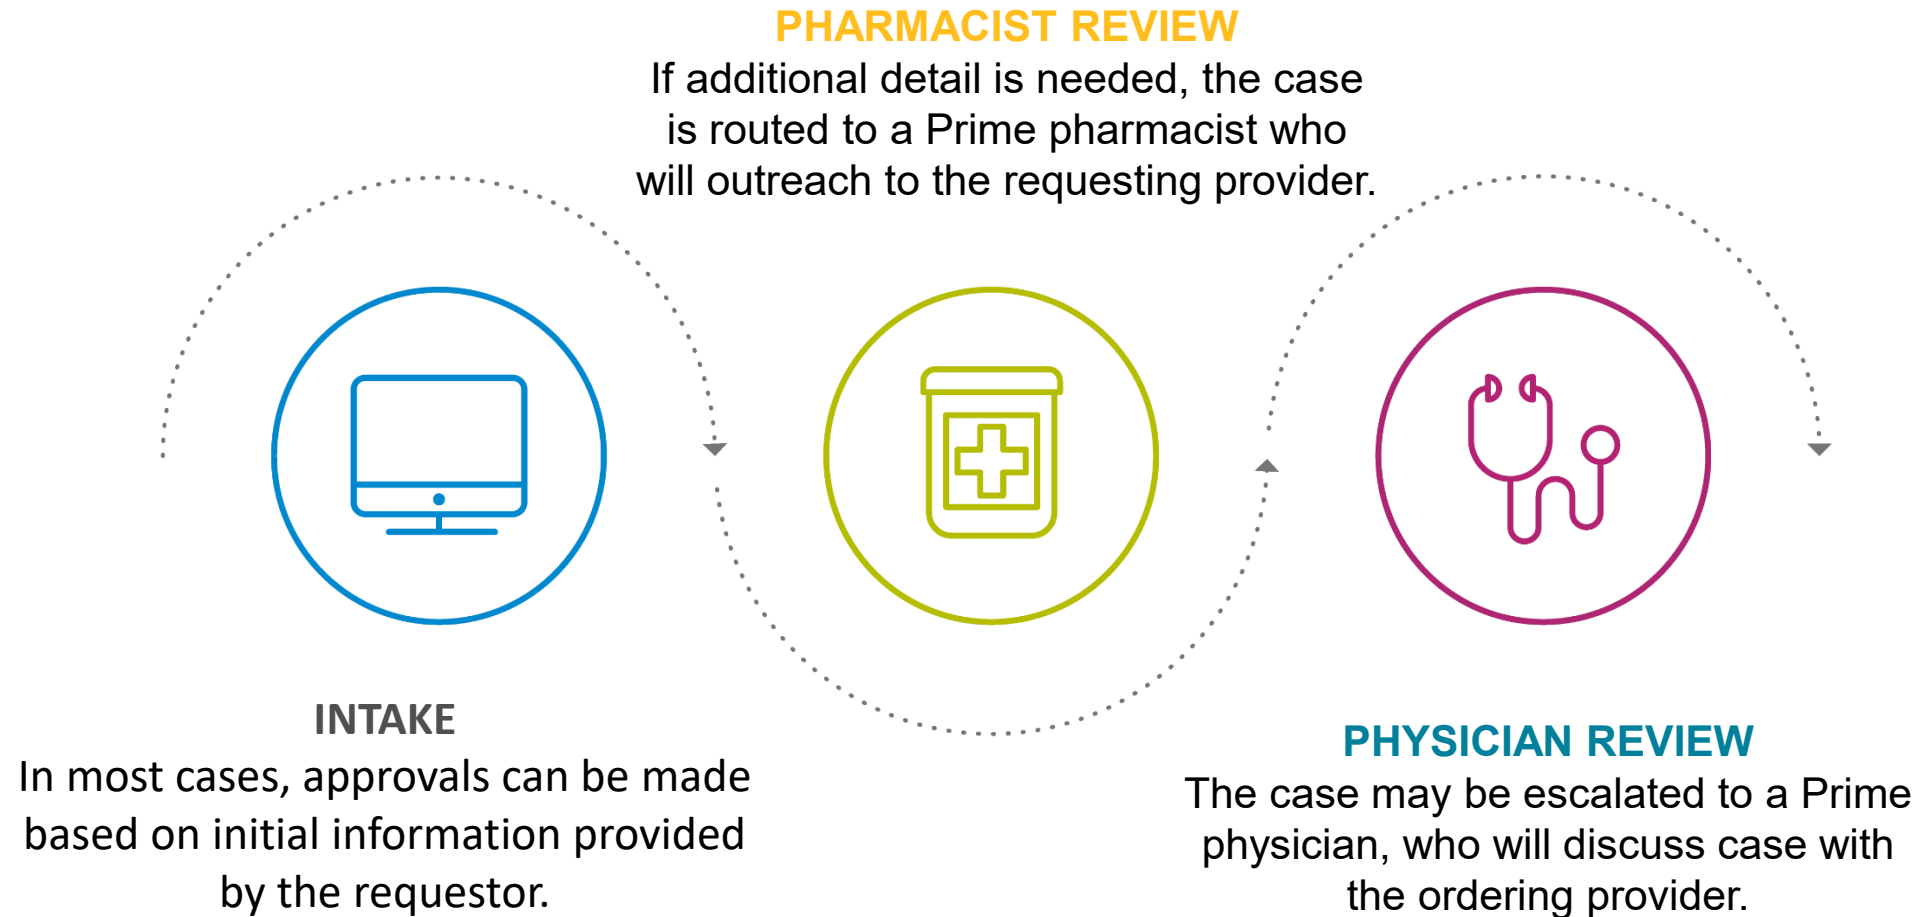 PHARMACIST REVIEW
If additional detail is needed, the case
is routed to a Prime pharmacist who
will outreach to the requesting provider.
INTAKE
In most cases, approvals can be made
based on initial information provided
by the requestor.
PHYSICIAN REVIEW
The case may be escalated to a Prime
physician, who will discuss case with
the ordering provider.